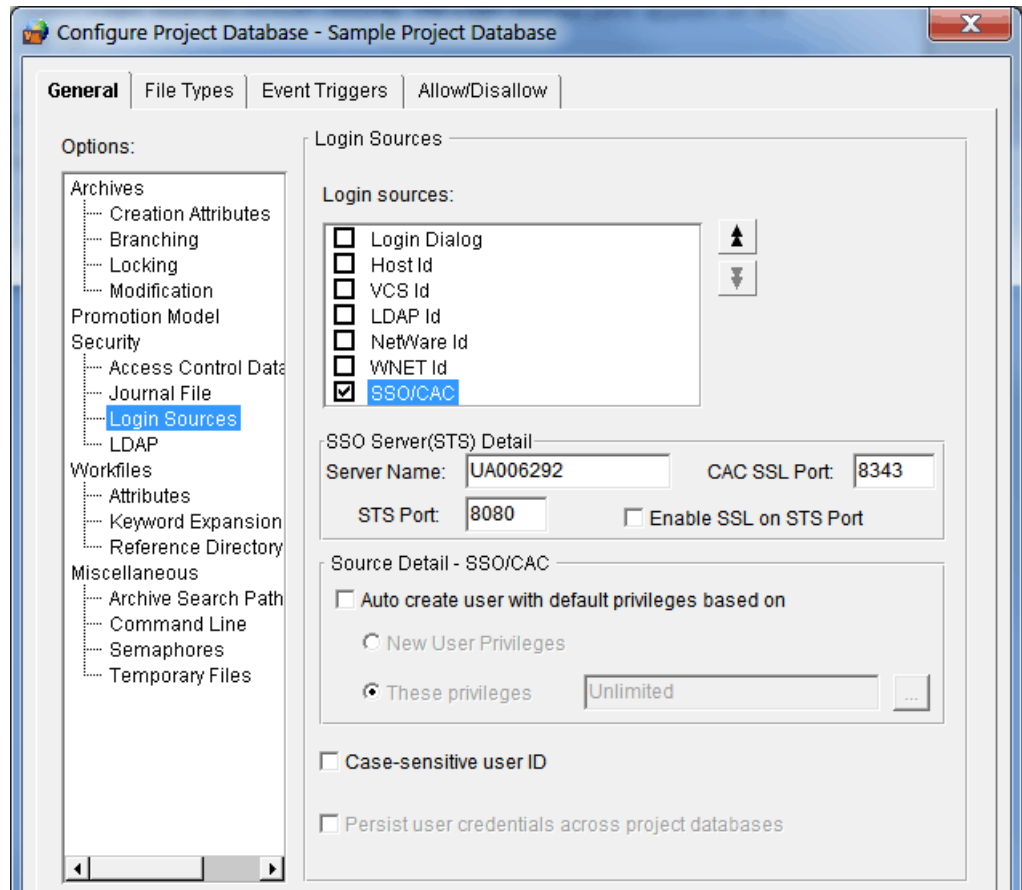 Configure Project Database - Sample Project Database
General File Types Event Triggers Allow/Disallow
Options:
Archives
Creation Attributes
Branching
Locking
Modification
Promotion Model
Security
Access Control Data
Journal File
Login Sources
LDAP
Workfiles
Attributes
Keyword Expansion
Reference Directory
Miscellaneous
Archive Search Path
Command Line
Semaphores
Temporary Files
Login Sources
Login sources:
Login Dialog
Host Id
VCS Id
LDAP Id
NetWare Id
WNET Id
SSO/CAC
SSO Server(STS) Detail
Server Name: UA006292 CAC SSL Port: 8343
STS Port: 8080 Enable SSL on STS Port
Source Detail - SSO/CAC
Auto create user with default privileges based on
New User Privileges
These privileges Unlimited ...
Case-sensitive user ID
Persist user credentials across project databases